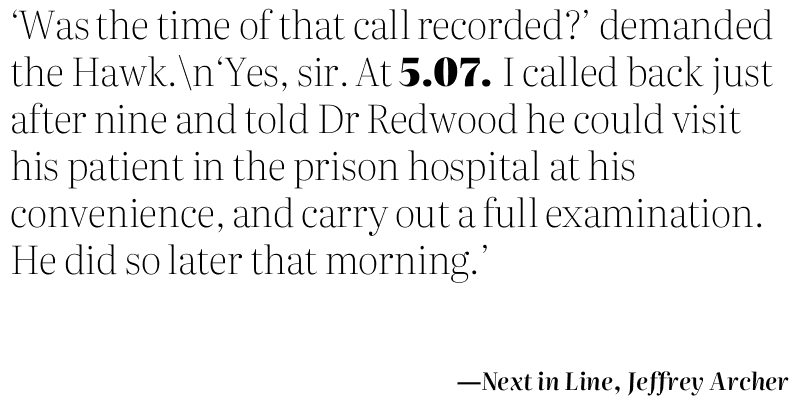 ‘Was the time of that call recorded?’ demanded
the Hawk.\n‘Yes, sir. At 5.07. I called back just
after nine and told Dr Redwood he could visit
his patient in the prison hospital at his
convenience, and carry out a full examination.
He did so later that morning.’
—Next in Line, Jeffrey Archer